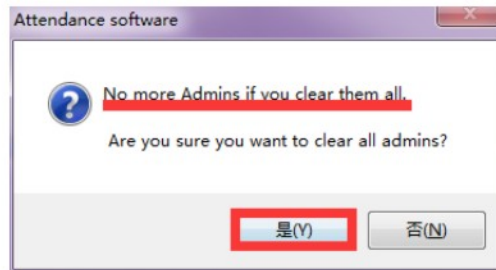 Attendance software
No more Admins if you clear them all.
Are you sure you want to clear all admins?
是(Y)
否(N)